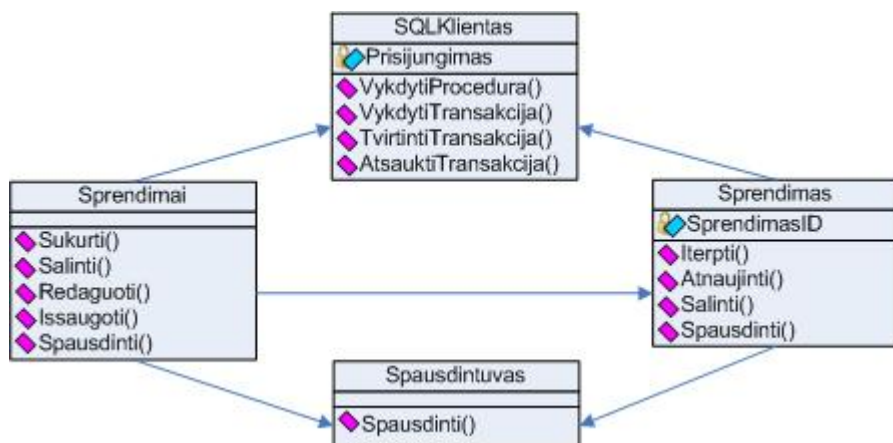 SQLKlientas
Prisijungimas
VykdytiProcedura()
VykdytiTransakcija()
TvirtintiTransakcija()
AtsauktiTransakcija()
Sprendimai
Sukurti()
Salinti()
Redaguoti()
Issaugoti()
Spausdinti()
Sprendimas
SprendimasID
Iterpti()
Atnaujinti()
Salinti()
Spausdinti()
Spausdintuvas
Spausdinti()